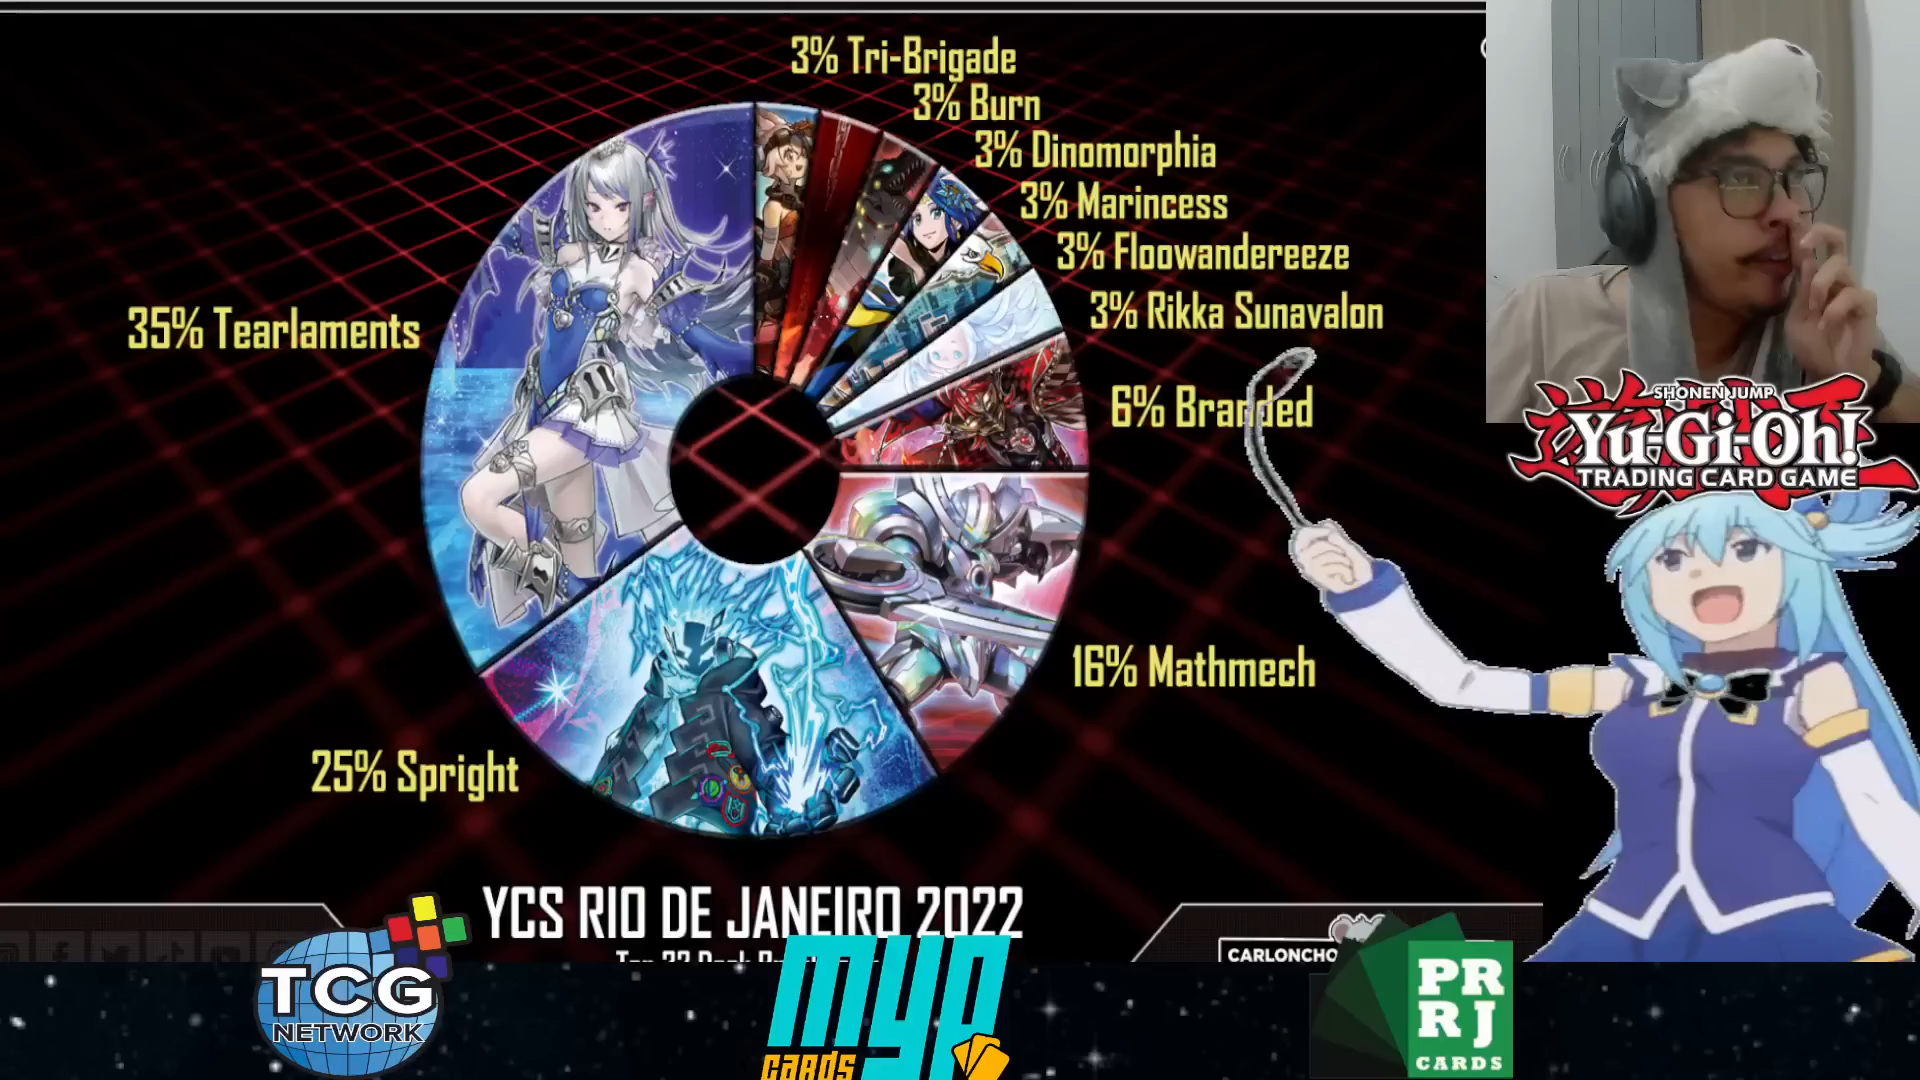 3% Tri-Brigade
3% Burn
3% Dinomorphia
3% Marincess
3% Floowandereeze
3% Rikka Sunavalon
35% Tearlaments
6% Branded
16% Mathmech
25% Spright
SHONEN JUMP
Yu-Gi-Oh!
TRADING CARD GAME
YCS RIO DE JANEIRO 2022
CARLONCHO
TCG
NETWORK
myp
cards
PR
RJ
CARDS